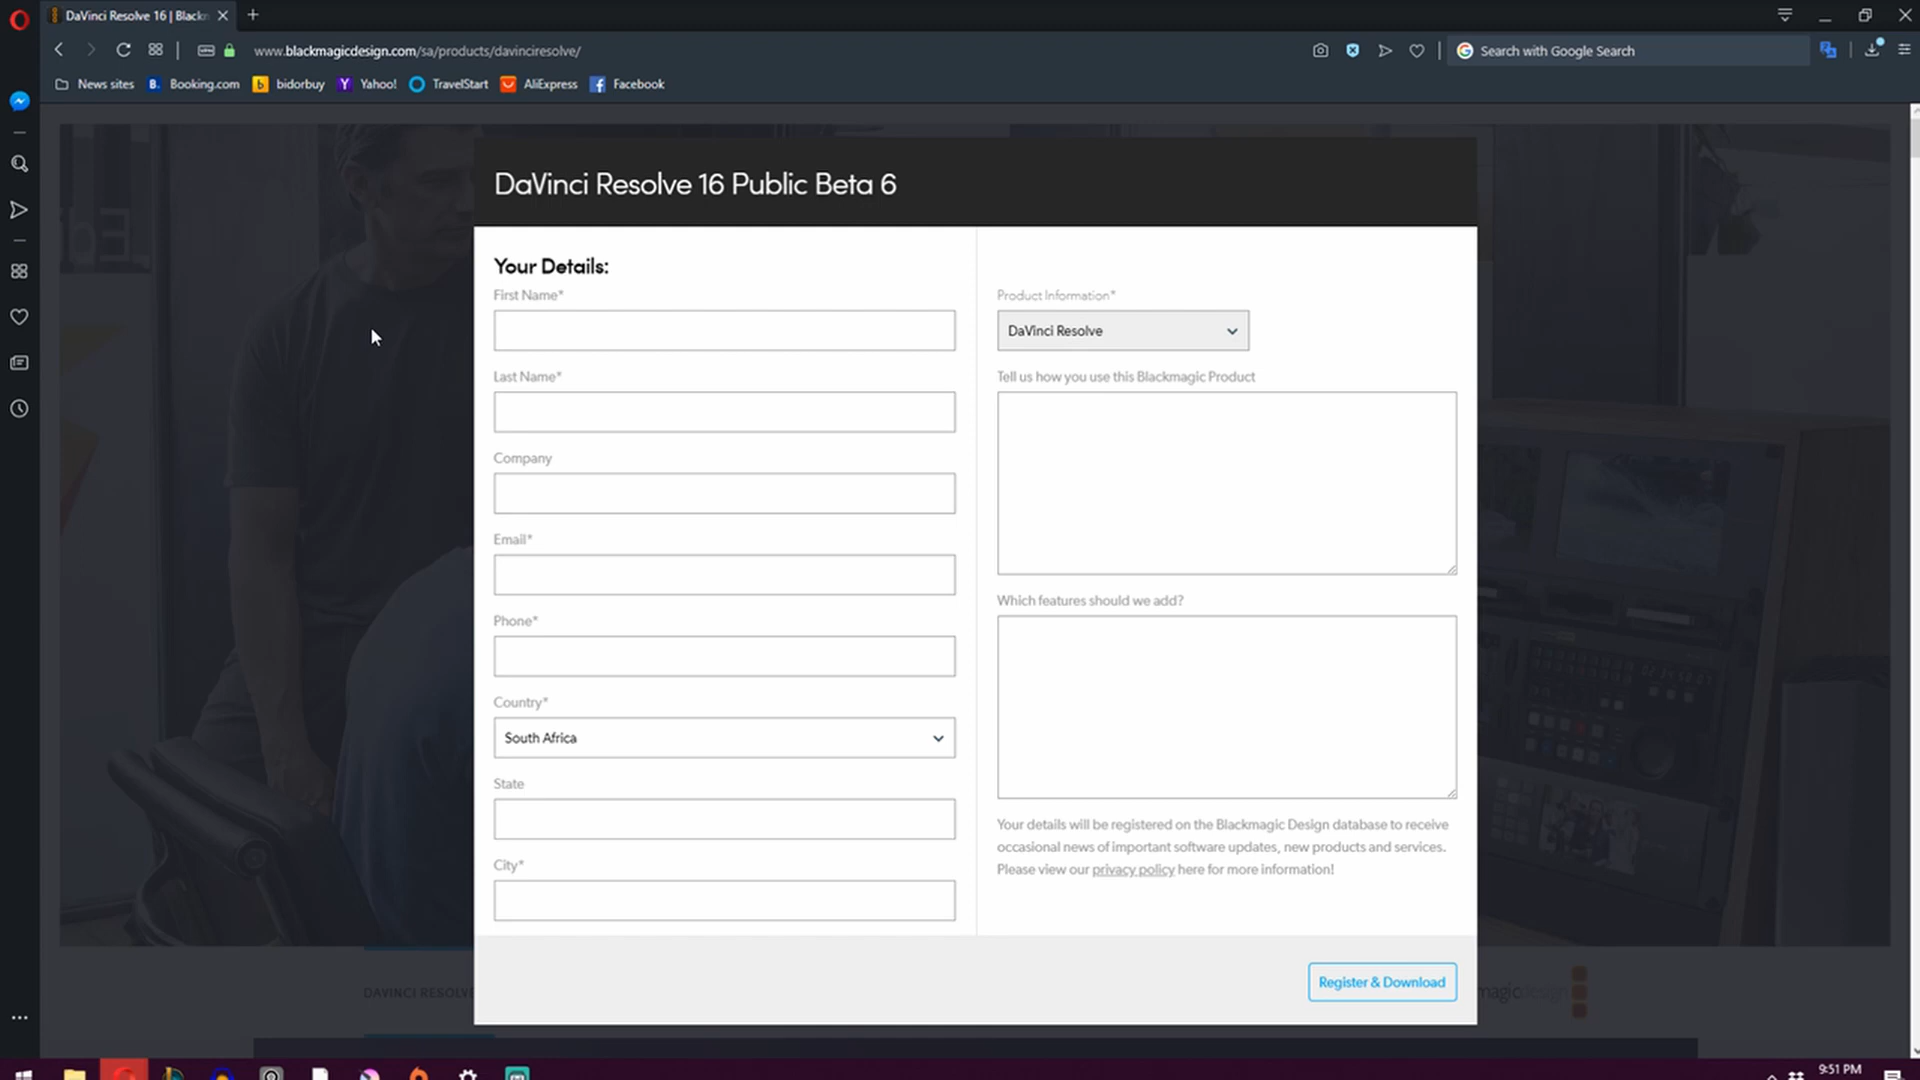 DaVinci Resolve 16 | Blackm
www.blackmagicdesign.com/sa/products/davinciresolve/
Search with Google Search
News sites
B. Booking.com
b bidorbuy
Y Yahoo!
TravelStart
AliExpress
f Facebook
DaVinci Resolve 16 Public Beta 6
Your Details:
First Name*
Last Name*
Company
Email*
Phone*
Country*
South Africa
State
City*
Product Information*
DaVinci Resolve
Tell us how you use this Blackmagic Product
Which features should we add?
Your details will be registered on the Blackmagic Design database to receive
occasional news of important software updates, new products and services.
Please view our privacy policy here for more information!
Register & Download
DAVINCI RESOLVE
magicdesign
9:51 PM